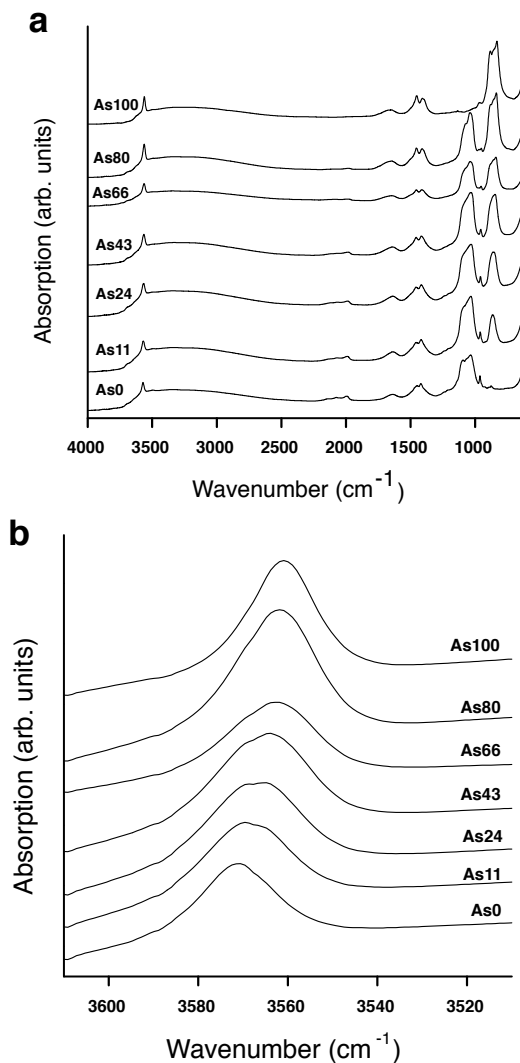 a
Absorption (arb. units)
As100
As80
As66
As43
As24
As11
As0
4000 3500 3000 2500 2000 1500 1000
Wavenumber (cm-1)
b
Absorption (arb. units)
As100
As80
As66
As43
As24
As11
As0
3600 3580 3560 3540 3520
Wavenumber (cm-1)